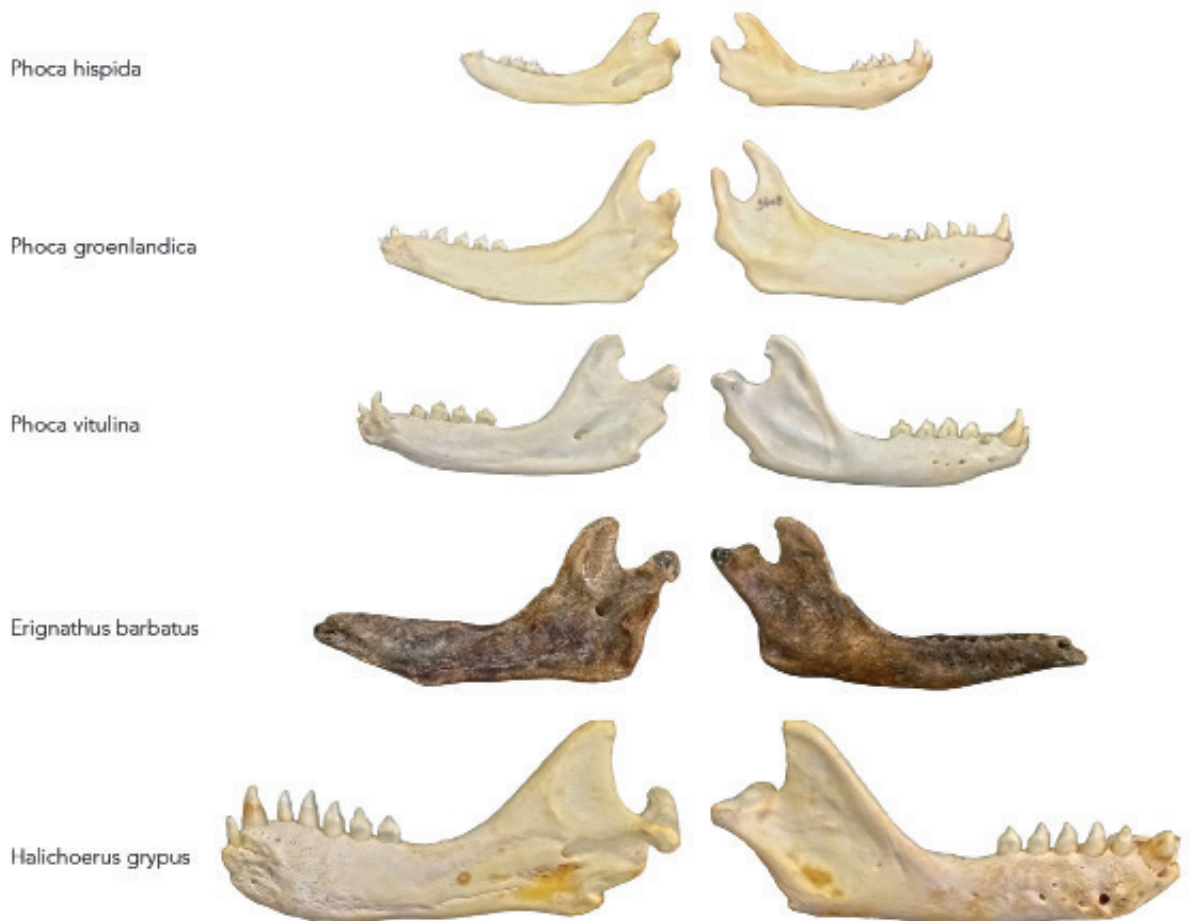 Phoca hispida
Phoca groenlandica
Phoca vitulina
Erignathus barbatus
Halichoerus grypus